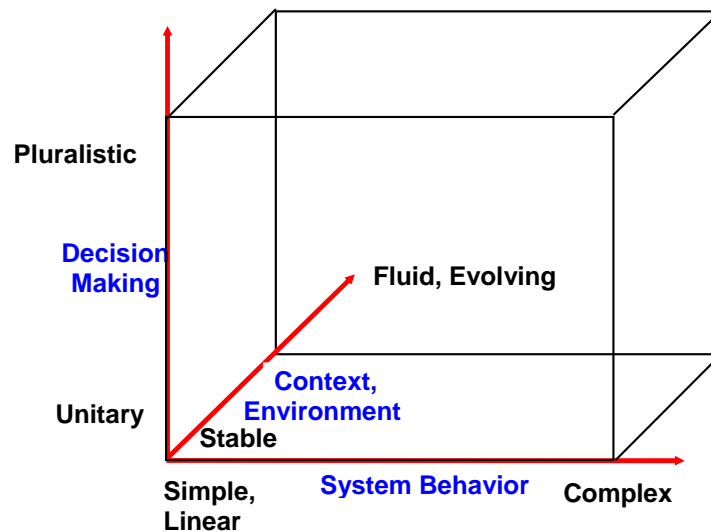 Pluralistic
Decision
Making
Fluid, Evolving
Context,
Environment
Unitary
Stable
Simple,
Linear
System Behavior
Complex